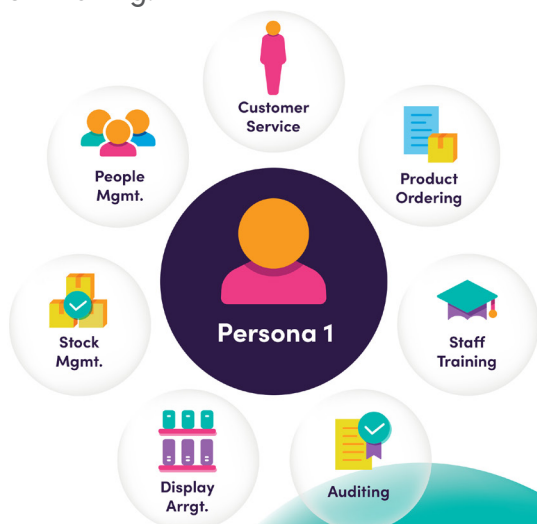 Customer
Service
People
Mgmt.
Product
Ordering
Persona 1
Stock
Mgmt.
Staff
Training
Display
Arrgt.
Auditing